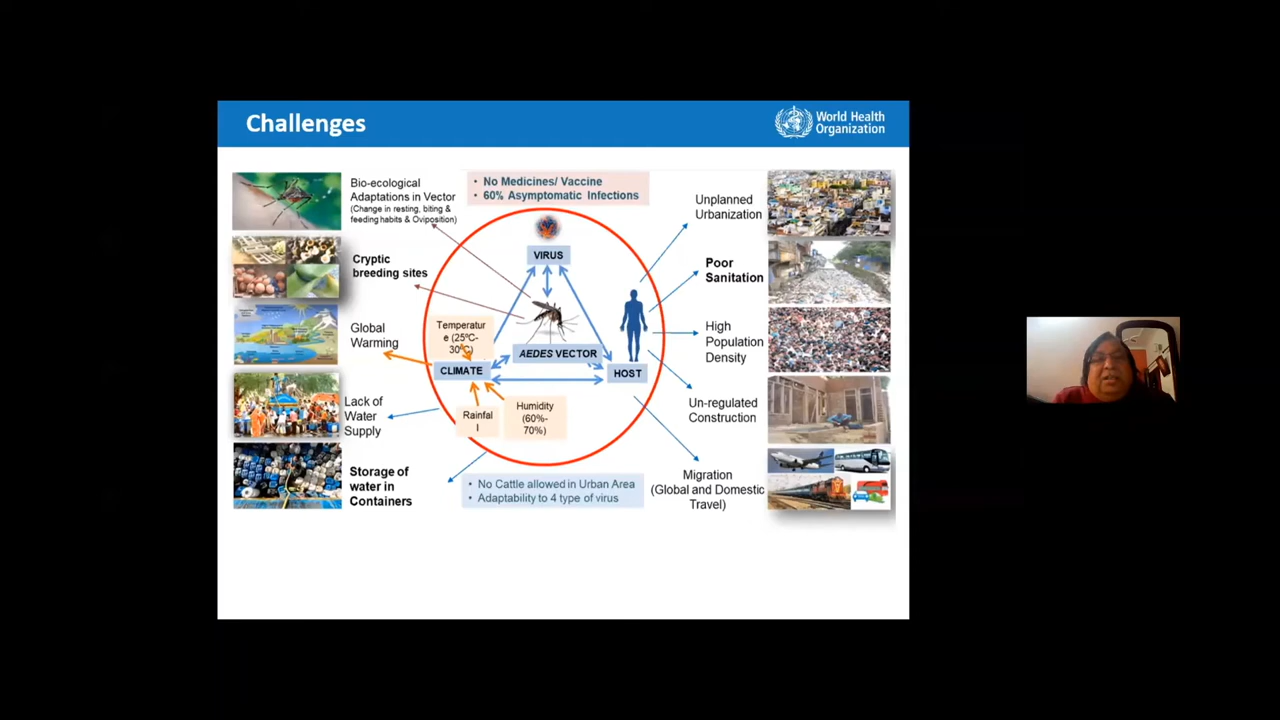 Challenges
World Health
Organization
Bio-ecological
Adaptations in Vector
(Change in resting, biting &
feeding habits & Oviposition)
Cryptic
breeding sites
Global
Warming
Lack of
Water
Supply
Storage of
water in
Containers
• No Medicines/ Vaccine
• 60% Asymptomatic Infections
VIRUS
Temperatur
e (25ºC-
30ºC)
AEDES VECTOR
CLIMATE
HOST
Rainfal
l
Humidity
(60%-
70%)
• No Cattle allowed in Urban Area
• Adaptability to 4 type of virus
Unplanned
Urbanization
Poor
Sanitation
High
Population
Density
Un-regulated
Construction
Migration
(Global and Domestic
Travel)